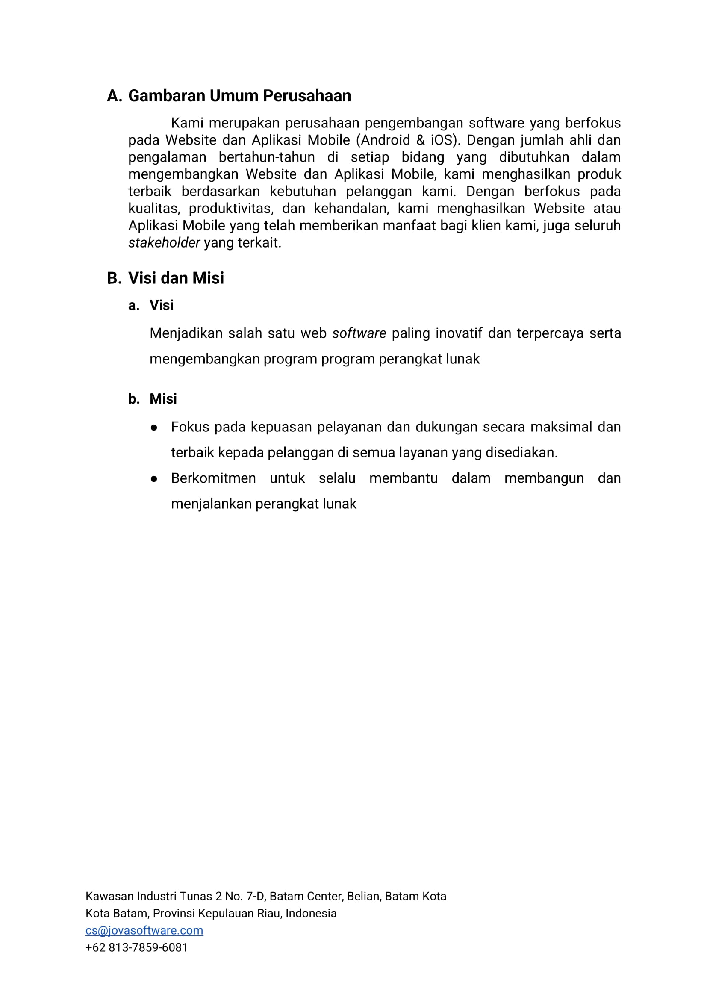 A. Gambaran Umum Perusahaan
Kami merupakan perusahaan pengembangan software yang berfokus
pada Website dan Aplikasi Mobile (Android & iOS). Dengan jumlah ahli dan
pengalaman bertahun-tahun di setiap bidang yang dibutuhkan dalam
mengembangkan Website dan Aplikasi Mobile, kami menghasilkan produk
terbaik berdasarkan kebutuhan pelanggan kami. Dengan berfokus pada
kualitas, produktivitas, dan kehandalan, kami menghasilkan Website atau
Aplikasi Mobile yang telah memberikan manfaat bagi klien kami, juga seluruh
stakeholder yang terkait.
B. Visi dan Misi
a. Visi
Menjadikan salah satu web software paling inovatif dan terpercaya serta
mengembangkan program program perangkat lunak
b. Misi
● Fokus pada kepuasan pelayanan dan dukungan secara maksimal dan
terbaik kepada pelanggan di semua layanan yang disediakan.
● Berkomitmen untuk selalu membantu dalam membangun dan
menjalankan perangkat lunak
Kawasan Industri Tunas 2 No. 7-D, Batam Center, Belian, Batam Kota
Kota Batam, Provinsi Kepulauan Riau, Indonesia
cs@jovasoftware.com
+62 813-7859-6081